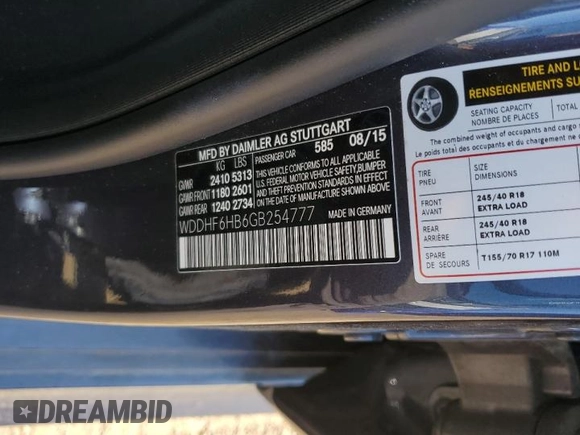 MFD BY DAIMLER AG STUTTGART
KG LBS PASSENGER CAR 585 08/15
GVWR 2410 5313
GAWR FRONT 1180 2601
GAWR REAR 1240 2734
THIS VEHICLE CONFORMS TO ALL APPLICABLE
U.S. FEDERAL MOTOR VEHICLE SAFETY,BUMPER
AND THEFT PREVENTION STANDARDS IN EFFECT
ON THE DATE OF MANUFACTURE SHOWN ABOVE
WDDHF6HB6GB254777 MADE IN GERMANY
TIRE AND
RENSEIGNEMENTS
SEATING CAPACITY TOTAL
NOMBRE DE PLACES
The combined weight of occupants and cargo
Le poids total des occupants et du
TIRE SIZE
PNEU DIMENSIONS
FRONT 245/40 R18
AVANT EXTRA LOAD
REAR 245/40 R18
ARRIÈRE EXTRA LOAD
SPARE T155/70 R17 110M
DE SECOURS
DREAMBID